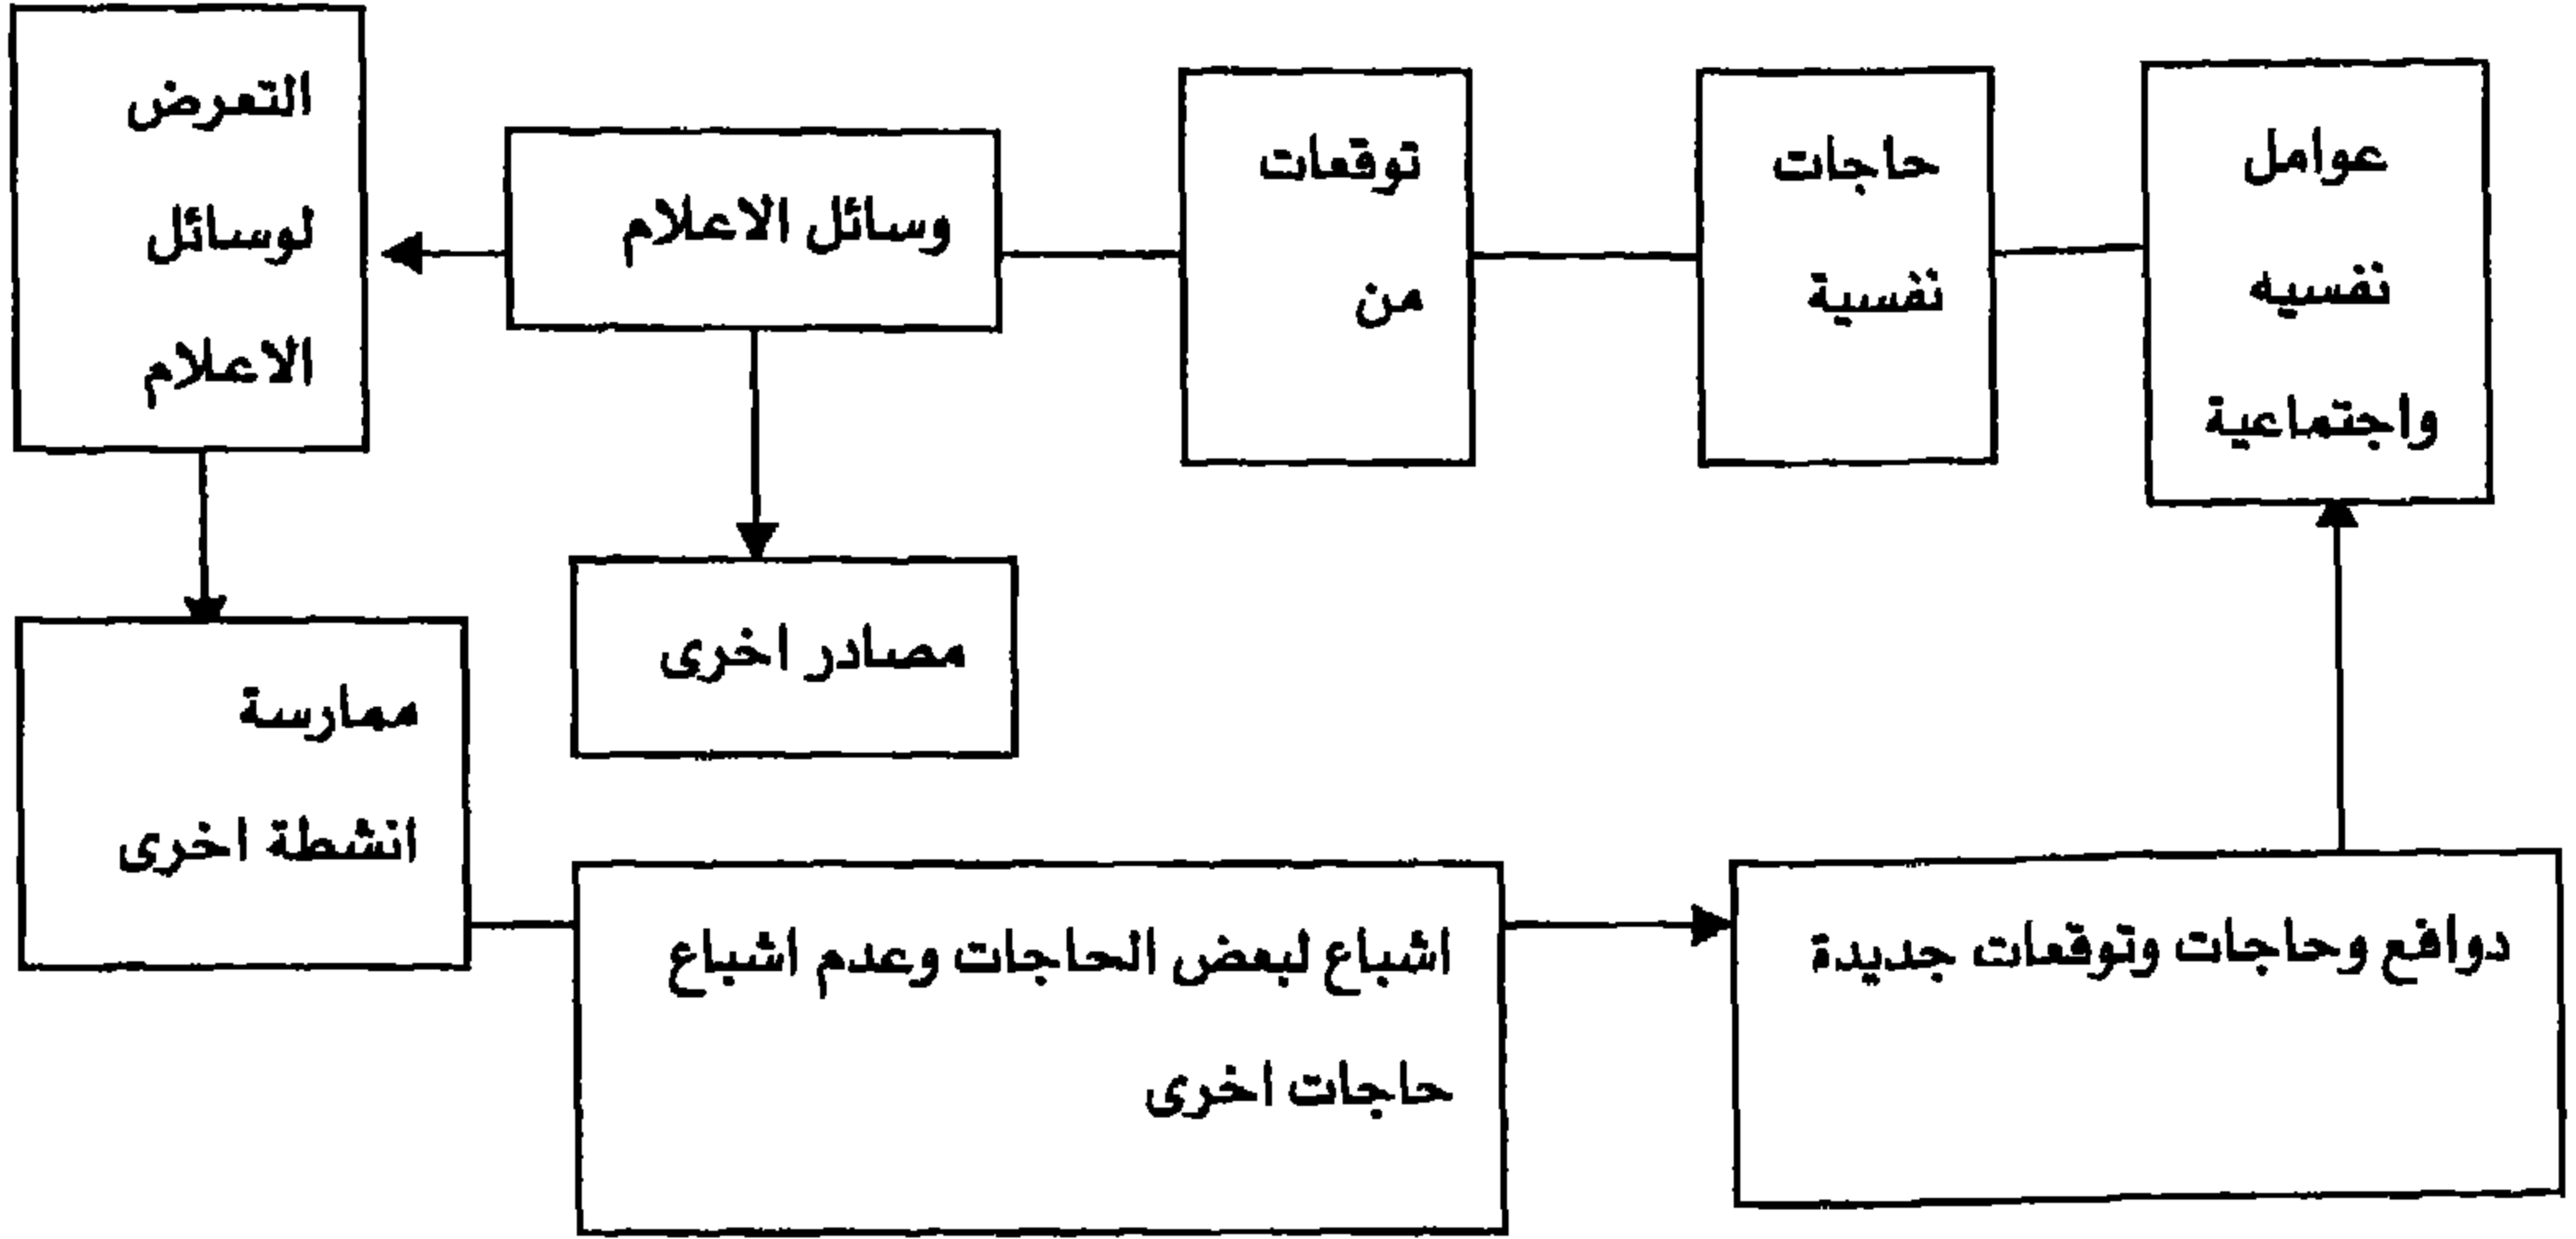 عوامل
نفسيه
واجتماعية
حاجات
نفسية
توقعات
من
وسائل الاعلام
التعرض
لوسائل
الاعلام
مصادر اخرى
ممارسة
انشطة اخرى
اشباع لبعض الحاجات وعدم اشباع
حاجات اخرى
دوافع وحاجات وتوقعات جديدة